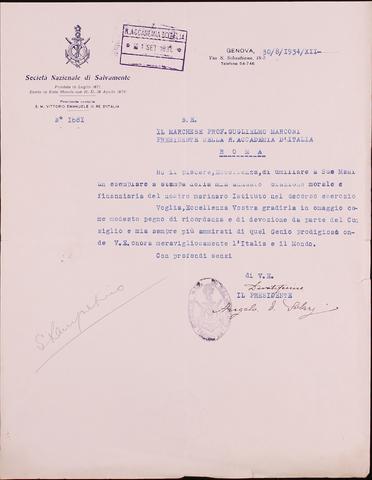 R. ACCADEMIA D'ITALIA
1 SET 1934
GENOVA, 30/8/1934/XII
Via S. Sebastiano, 18-7
Telefono 54-746
Società Nazionale di Salvamento
Fondata in Luglio 1871
Eretta in Ente Morale con R. D. 18 Aprile 1876
Presidente onorario
S. M. VITTORIO EMANUELE III RE D'ITALIA
N° 1681
S.E.
IL MARCHESE PROF. GUGLIELMO MARCONI
PRESIDENTE DELLA R. ACCADEMIA D'ITALIA
R O M A
Ho il piacere, Eccellenza, di umiliare a Sue Mani
un esemplare a stampa della mia annuale relazione morale e
finanziaria del nostro marinaro Istituto nel decorso esercizio
Voglia, Eccellenza Vostra gradirla in omaggio co-
me modesto pegno di ricordanza e di devozione da parte del Con
siglio e mia sempre più ammirati di quel Genio prodigioso on-
de V.E. onora meravigliosamente l'Italia e il Mondo.
Con profondi sensi
di V.E.
Devotissimo
IL PRESIDENTE
Angelo